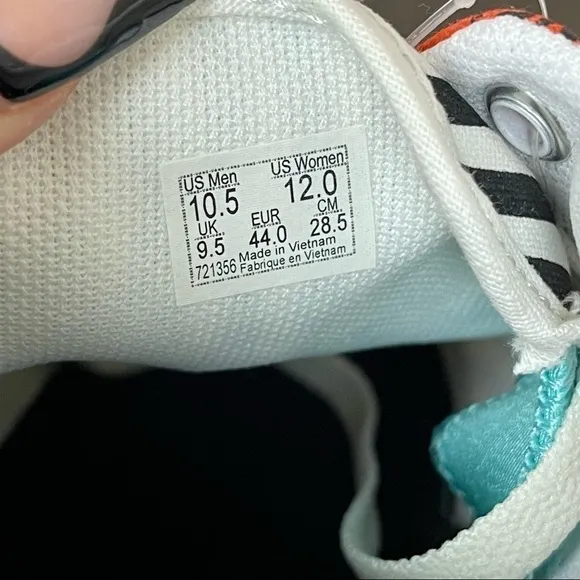 US Men US Women
10.5 12.0
UK EUR CM
9.5 44.0 28.5
Made in Vietnam
721356 Fabrique en Vietnam